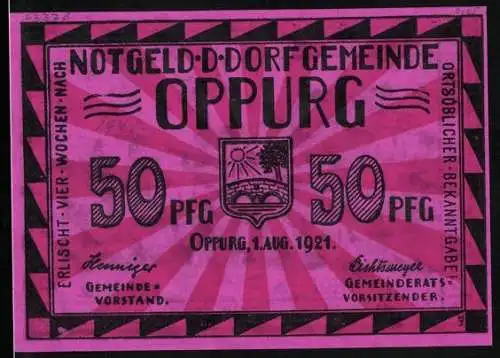 NOTGELD·D·DORFGEMEINDE
OPPURG
ERLISCHT·VIER·WOCHEN·NACH
ORTSÜBLICHER·BEKANNTGABE!
50 PFG
50 PFG
OPPURG, 1. AUG. 1921.
Henniger
GEMEINDE=
VORSTAND.
GEMEINDERATS=
VORSITZENDER.